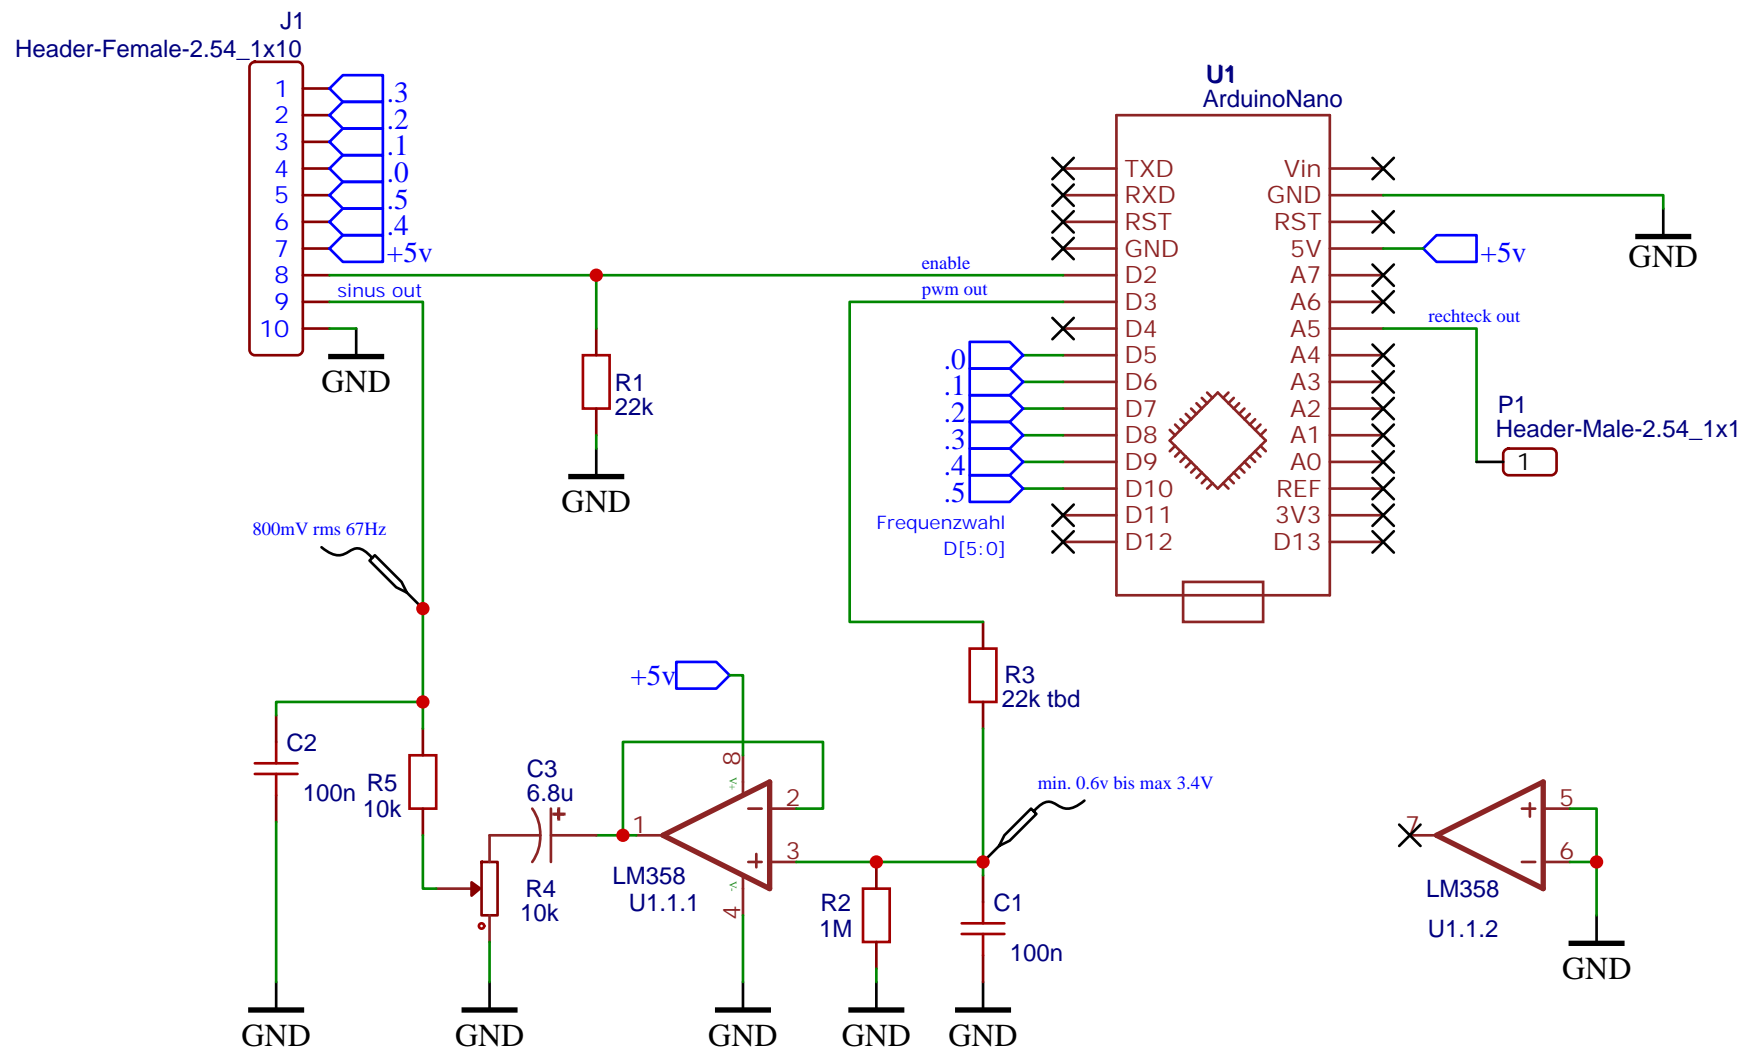 J1
Header-Female-2.54_1x10
1
2
3
4
5
6
7
8
9
10
.3
.2
.1
.0
.5
.4
+5v
sinus out
GND
enable
pwm out
R1
22k
GND
U1
ArduinoNano
TXD
RXD
RST
GND
D2
D3
D4
D5
D6
D7
D8
D9
D10
D11
D12
Vin
GND
RST
5V
A7
A6
A5
A4
A3
A2
A1
A0
REF
3V3
D13
GND
+5v
rechteck out
P1
Header-Male-2.54_1x1
1
.0
.1
.2
.3
.4
.5
Frequenzwahl
D[5:0]
800mV rms 67Hz
C2
100n
GND
R5
10k
R4
10k
GND
C3
6.8u
+5v
8
V+
1
2
3
V-
4
LM358
U1.1.1
GND
R3
22k tbd
min. 0.6v bis max 3.4V
R2
1M
GND
C1
100n
GND
7
5
6
LM358
U1.1.2
GND